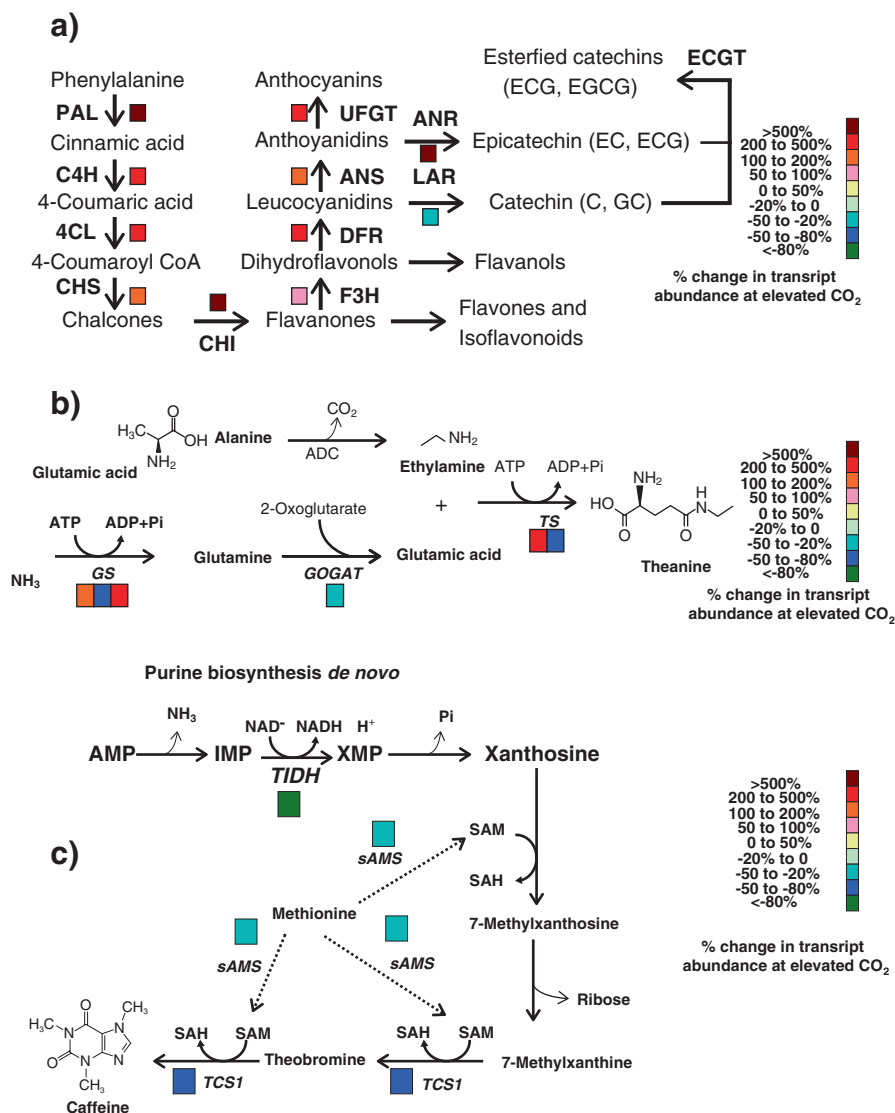 a)
Phenylalanine
PAL
Cinnamic acid
C4H
4-Coumaric acid
4CL
4-Coumaroyl CoA
CHS
Chalcones
CHI
Anthocyanins
UFGT
Anthoyanidins
ANS
Leucocyanidins
DFR
Dihydroflavonols
F3H
Flavanones
ANR
LAR
Esterfied catechins
(ECG, EGCG)
ECGT
Epicatechin (EC, ECG)
Catechin (C, GC)
Flavanols
Flavones and
Isoflavonoids
>500%
200 to 500%
100 to 200%
50 to 100%
0 to 50%
-20% to 0
-50 to -20%
-50 to -80%
<-80%
% change in transript
abundance at elevated CO2
b)
H3C
O
OH
NH2
Alanine
Glutamic acid
CO2
ADC
NH2
Ethylamine
+
ATP
ADP+Pi
TS
NH2
HO
O
O
H
N
Theanine
ATP
ADP+Pi
NH3
GS
Glutamine
2-Oxoglutarate
GOGAT
Glutamic acid
>500%
200 to 500%
100 to 200%
50 to 100%
0 to 50%
-20% to 0
-50 to -20%
-50 to -80%
<-80%
% change in transript
abundance at elevated CO2
Purine biosynthesis de novo
NH3
NAD-
NADH
H+
Pi
AMP
IMP
XMP
Xanthosine
TIDH
c)
sAMS
SAM
SAH
Methionine
sAMS
sAMS
7-Methylxanthosine
Ribose
7-Methylxanthine
SAH
SAM
TCS1
Theobromine
SAH
SAM
TCS1
O
CH3
H3C
N
N
O
N
N
CH3
Caffeine
>500%
200 to 500%
100 to 200%
50 to 100%
0 to 50%
-20% to 0
-50 to -20%
-50 to -80%
<-80%
% change in transript
abundance at elevated CO2